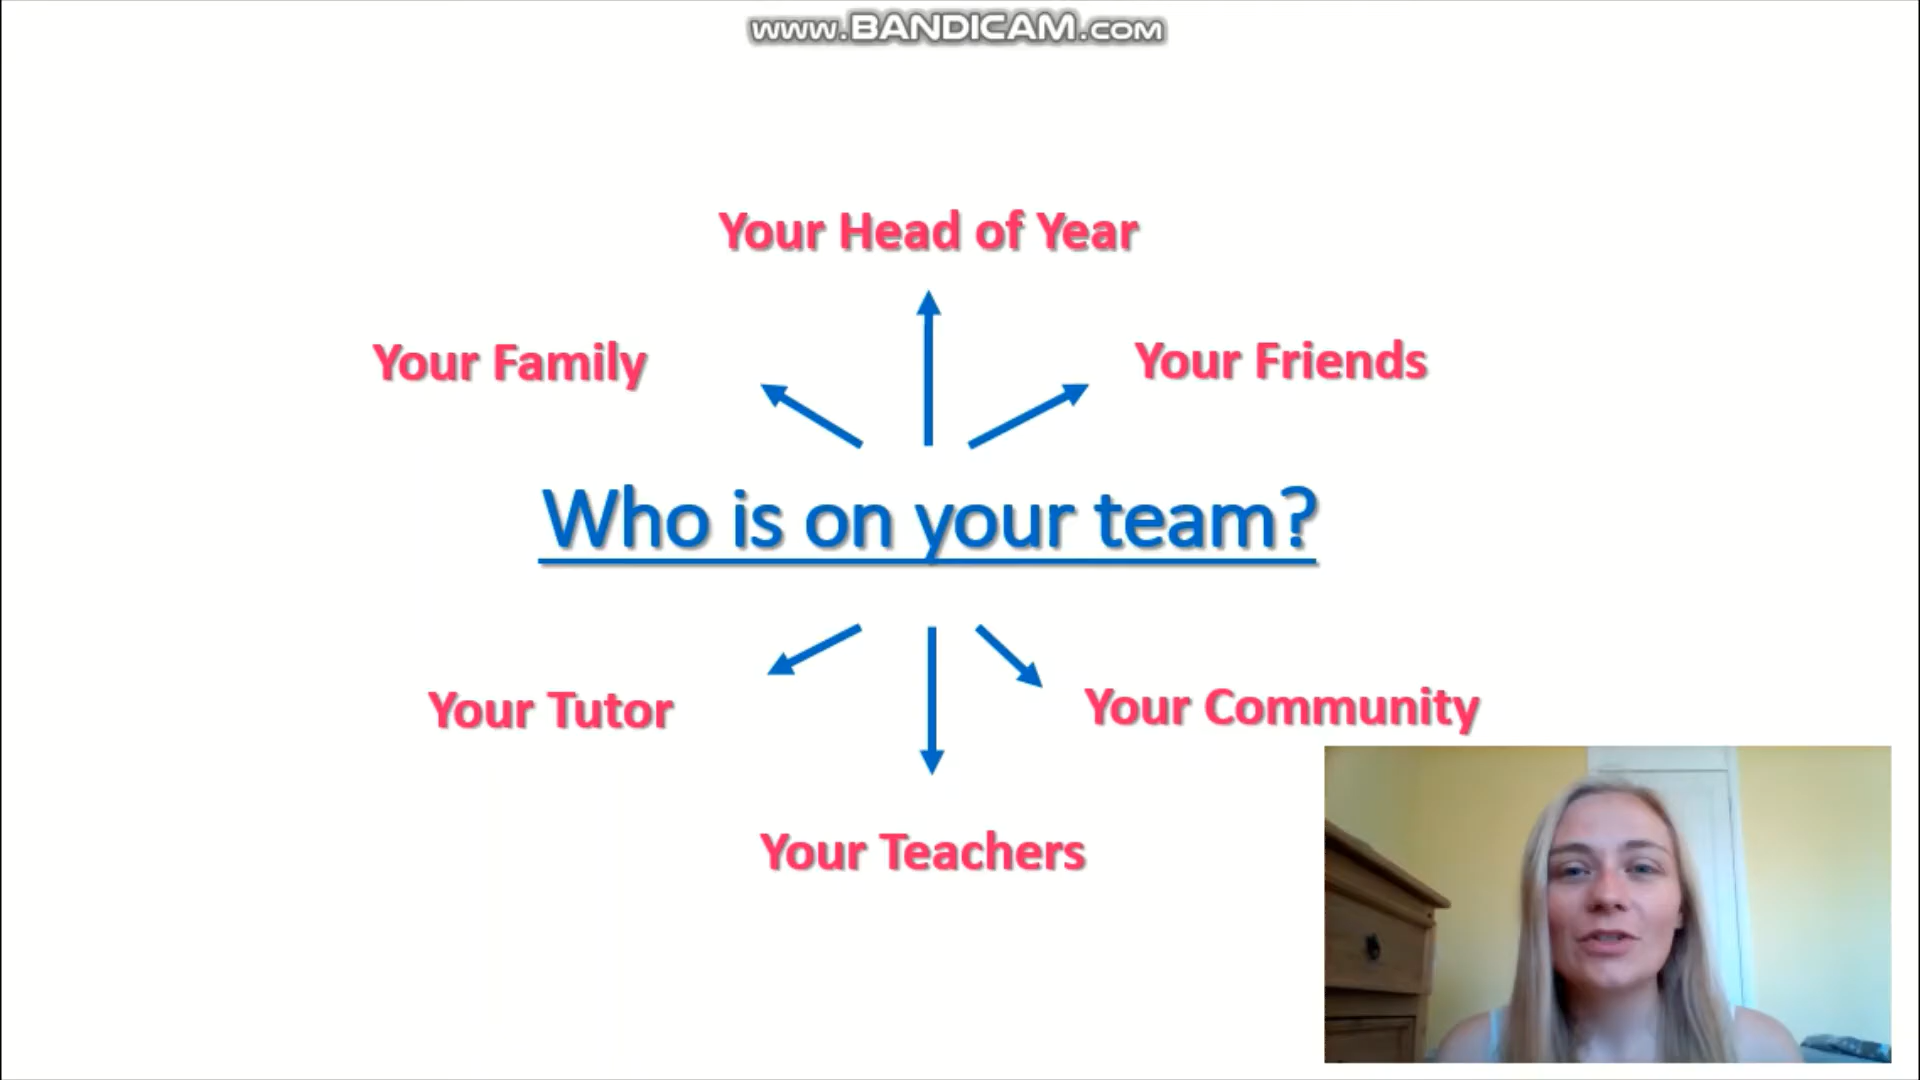 www.BANDICAM.com
Your Head of Year
Your Family
Your Friends
Who is on your team?
Your Tutor
Your Community
Your Teachers